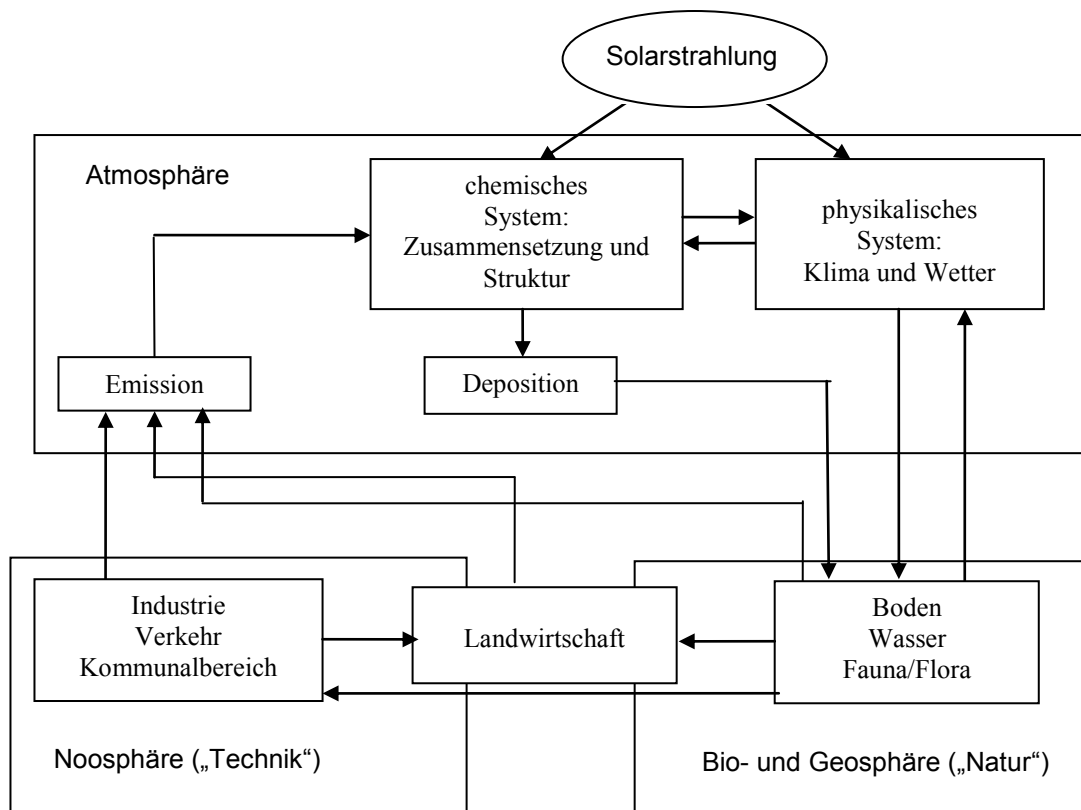 Solarstrahlung
Atmosphäre
chemisches
System:
Zusammensetzung und
Struktur
physikalisches
System:
Klima und Wetter
Emission
Deposition
Industrie
Verkehr
Kommunalbereich
Landwirtschaft
Boden
Wasser
Fauna/Flora
Noosphäre („Technik“)
Bio- und Geosphäre („Natur“)